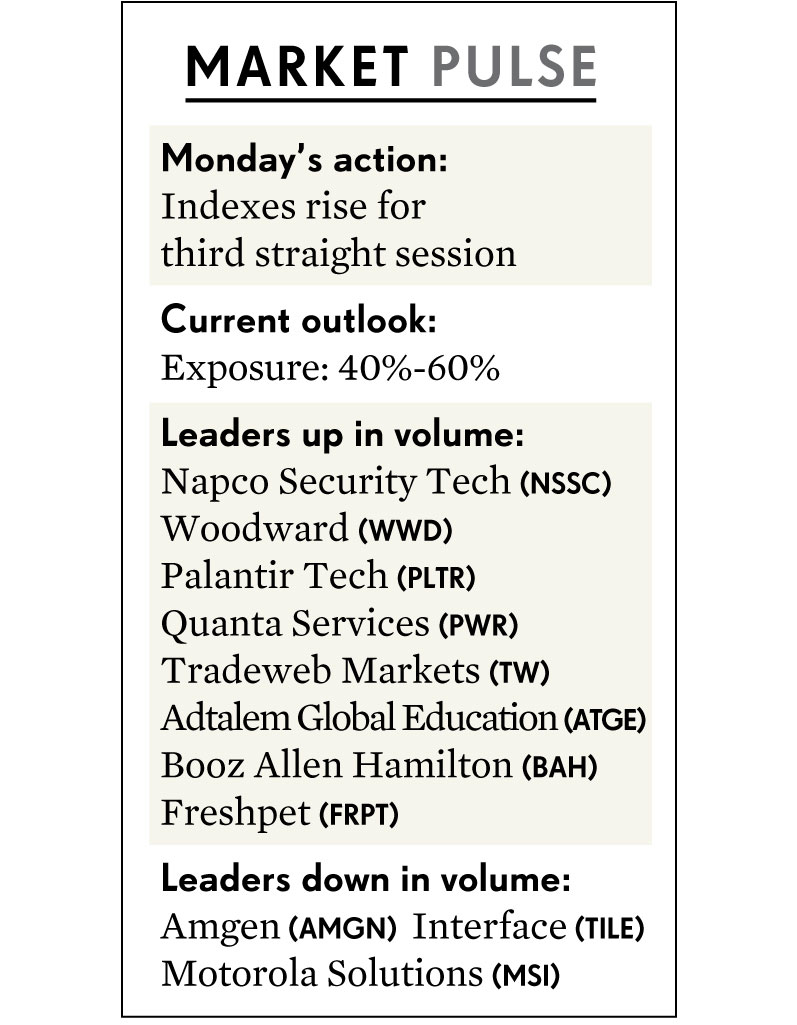 MARKET PULSE
Monday’s action:
Indexes rise for
third straight session
Current outlook:
Exposure: 40%-60%
Leaders up in volume:
Napco Security Tech (NSSC)
Woodward (WWD)
Palantir Tech (PLTR)
Quanta Services (PWR)
Tradeweb Markets (TW)
Adtalem Global Education (ATGE)
Booz Allen Hamilton (BAH)
Freshpet (FRPT)
Leaders down in volume:
Amgen (AMGN) Interface (TILE)
Motorola Solutions (MSI)